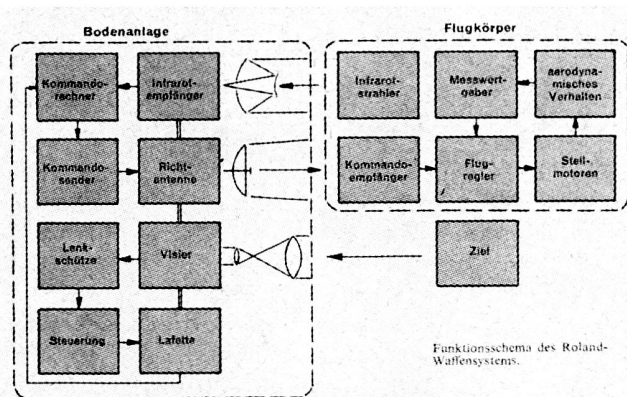 Bodenanlage
Flugkörper
Kommando-
rechner
Infrarot-
empfänger
Infrarot-
strahler
Messwert-
geber
aerodyna-
misches
Verhalten
Kommando-
sender
Richt-
antenne
Kommando-
empfänger
Flug-
regler
Stell-
motoren
Lenk-
schütze
Visier
Ziel
Steuerung
Lafette
Funktionsschema des Roland-
Waffensystems.